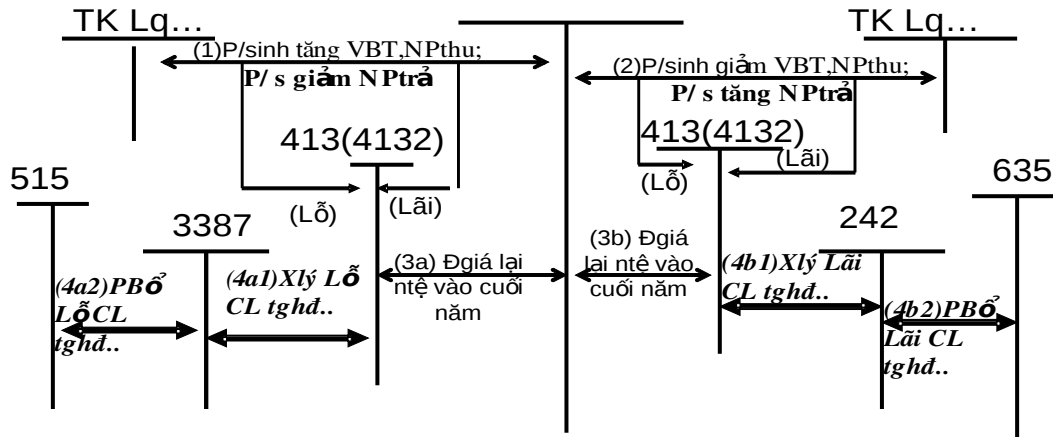 TK Lq...
TK Lq...
(1)P/sinh tăng VBT,NPthu;
P/ s giảm NPtrả
(2)P/sinh giảm VBT,NPthu;
P/ s tăng NPtrả
413(4132)
413(4132)
(Lỗ)
(Lãi)
(Lỗ)
(Lãi)
515
635
3387
242
(4a2)PBổ
Lỗ CL
tghđ..
(4a1)Xlý Lỗ
CL tghđ..
(3a) Đgiá lại
ntệ vào cuối
năm
(3b) Đgiá
lại ntệ vào
cuối năm
(4b1)Xlý Lãi
CL tghđ..
(4b2)PBổ
Lãi CL
tghđ..